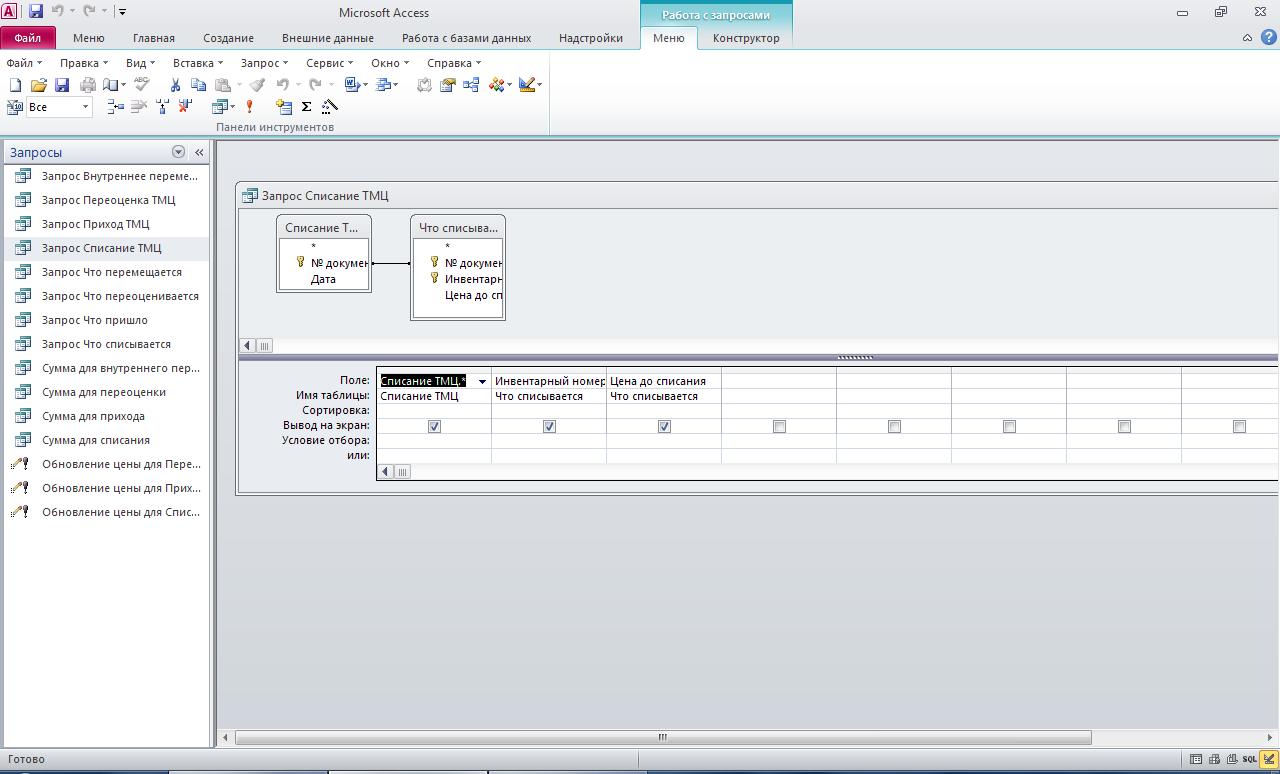 Microsoft Access
Работа с запросами
Файл Меню Главная Создание Внешние данные Работа с базами данных Надстройки Меню Конструктор
Файл Правка Вид Вставка Запрос Сервис Окно Справка
Все
Панели инструментов
Запросы
Запрос Внутреннее переме...
Запрос Переоценка ТМЦ
Запрос Приход ТМЦ
Запрос Списание ТМЦ
Запрос Что перемещается
Запрос Что переоценивается
Запрос Что пришло
Запрос Что списывается
Сумма для внутреннего пер...
Сумма для переоценки
Сумма для прихода
Сумма для списания
Обновление цены для Пере...
Обновление цены для Прих...
Обновление цены для Спис...
Запрос Списание ТМЦ
Списание Т...
*
№ докумен
Дата
Что списыва...
*
№ докумен
Инвентарн
Цена до сп
Поле: Списание ТМЦ.* Инвентарный номер Цена до списания
Имя таблицы: Списание ТМЦ Что списывается Что списывается
Сортировка:
Вывод на экран:
Условие отбора:
или:
Готово
SQL